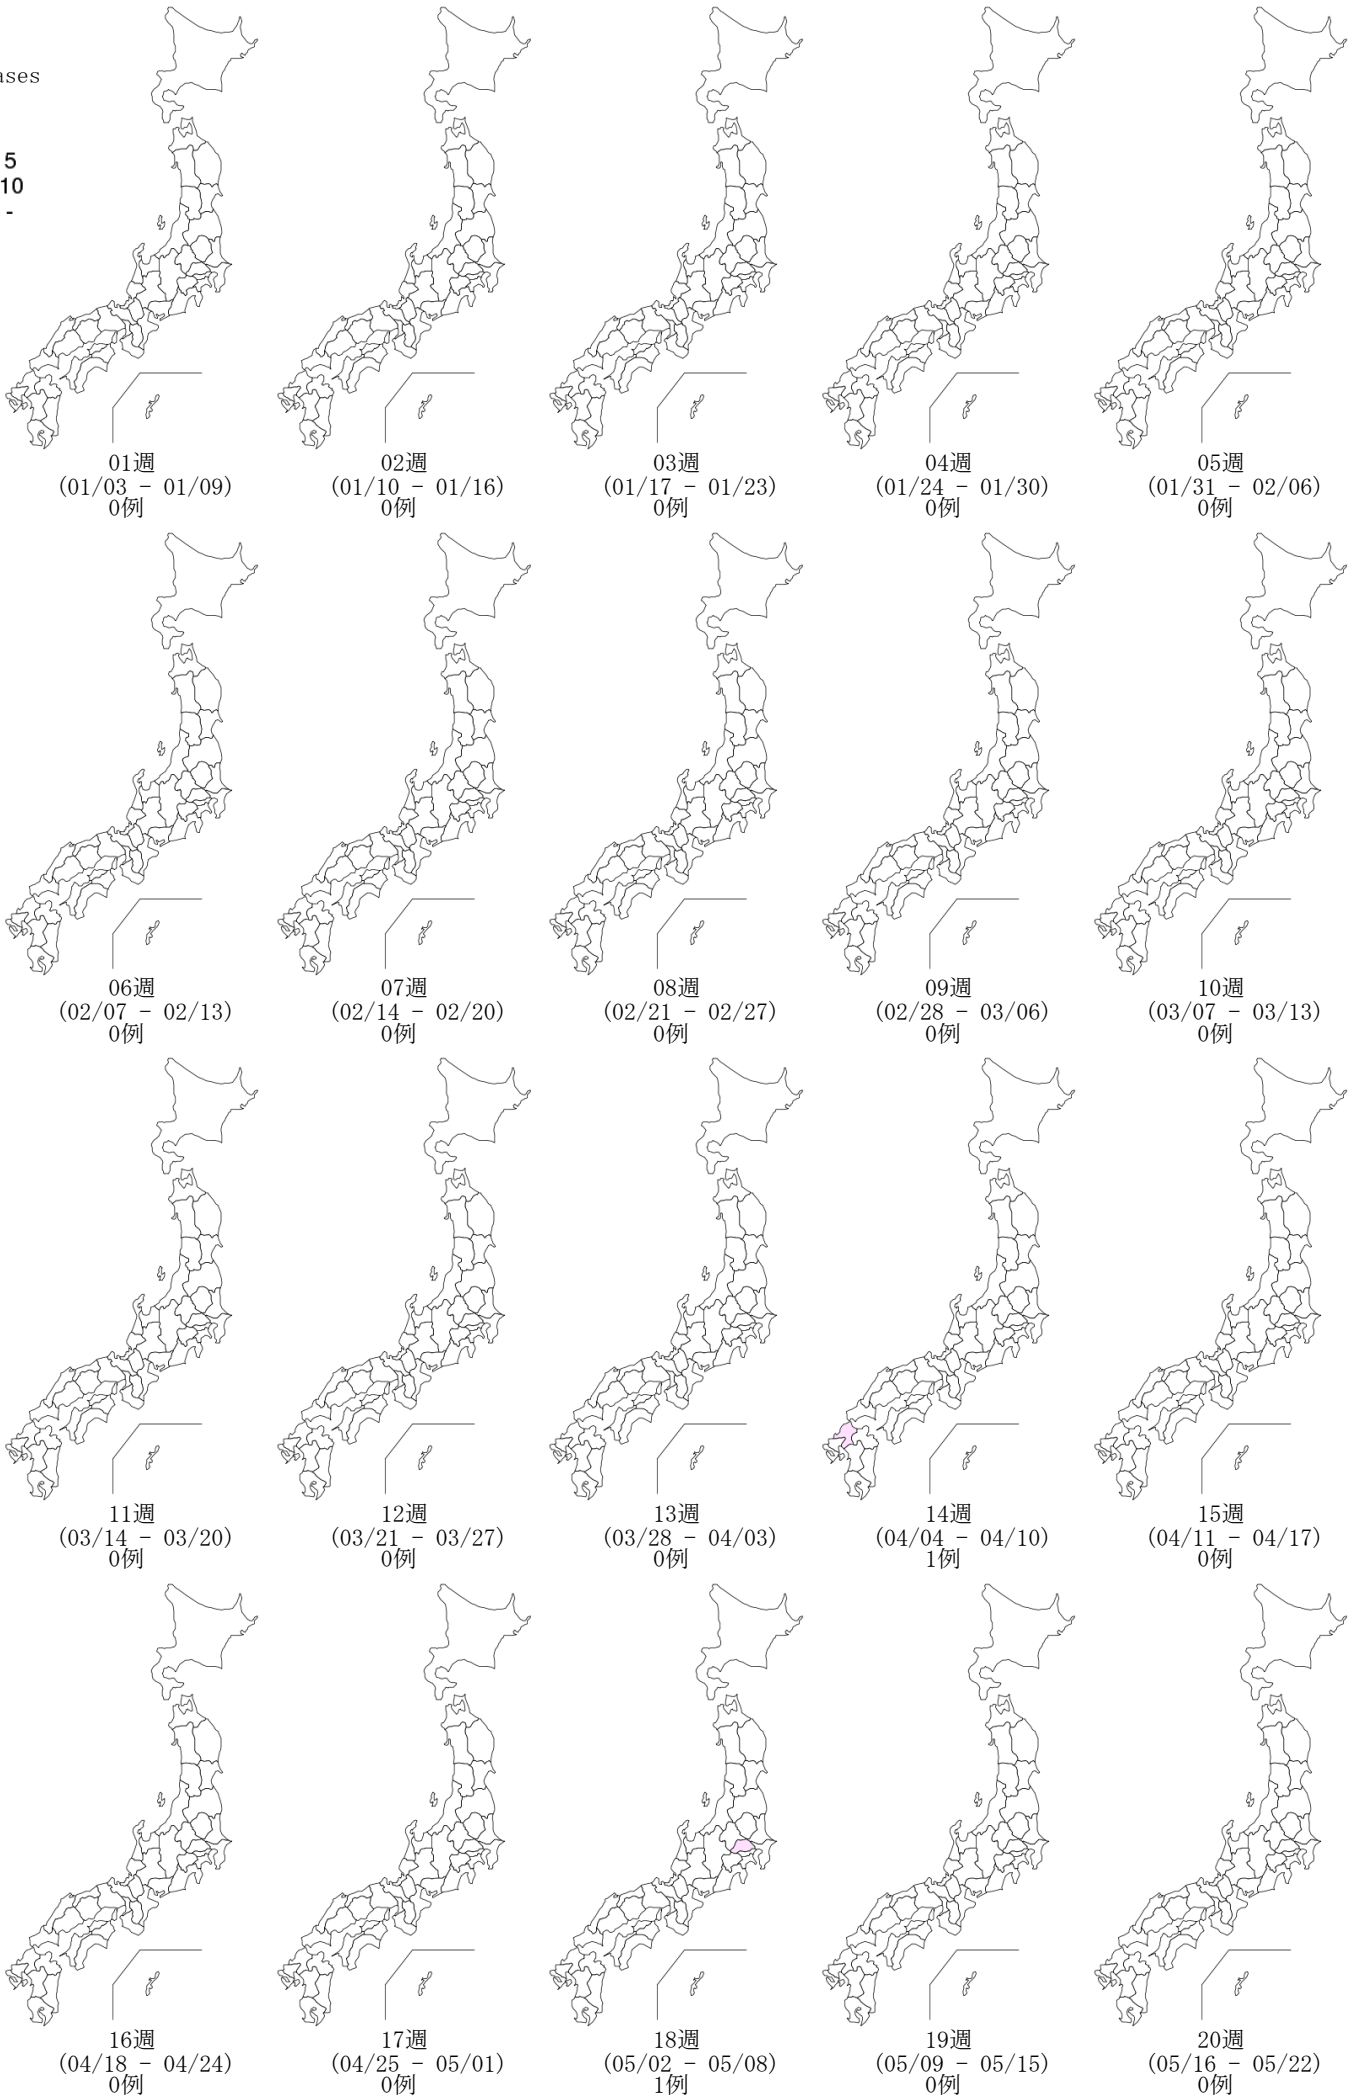 5
10
-
01週
(01/03 - 01/09)
0例
02週
(01/10 - 01/16)
0例
03週
(01/17 - 01/23)
0例
04週
(01/24 - 01/30)
0例
05週
(01/31 - 02/06)
0例
06週
(02/07 - 02/13)
0例
07週
(02/14 - 02/20)
0例
08週
(02/21 - 02/27)
0例
09週
(02/28 - 03/06)
0例
10週
(03/07 - 03/13)
0例
11週
(03/14 - 03/20)
0例
12週
(03/21 - 03/27)
0例
13週
(03/28 - 04/03)
0例
14週
(04/04 - 04/10)
1例
15週
(04/11 - 04/17)
0例
16週
(04/18 - 04/24)
0例
17週
(04/25 - 05/01)
0例
18週
(05/02 - 05/08)
1例
19週
(05/09 - 05/15)
0例
20週
(05/16 - 05/22)
0例